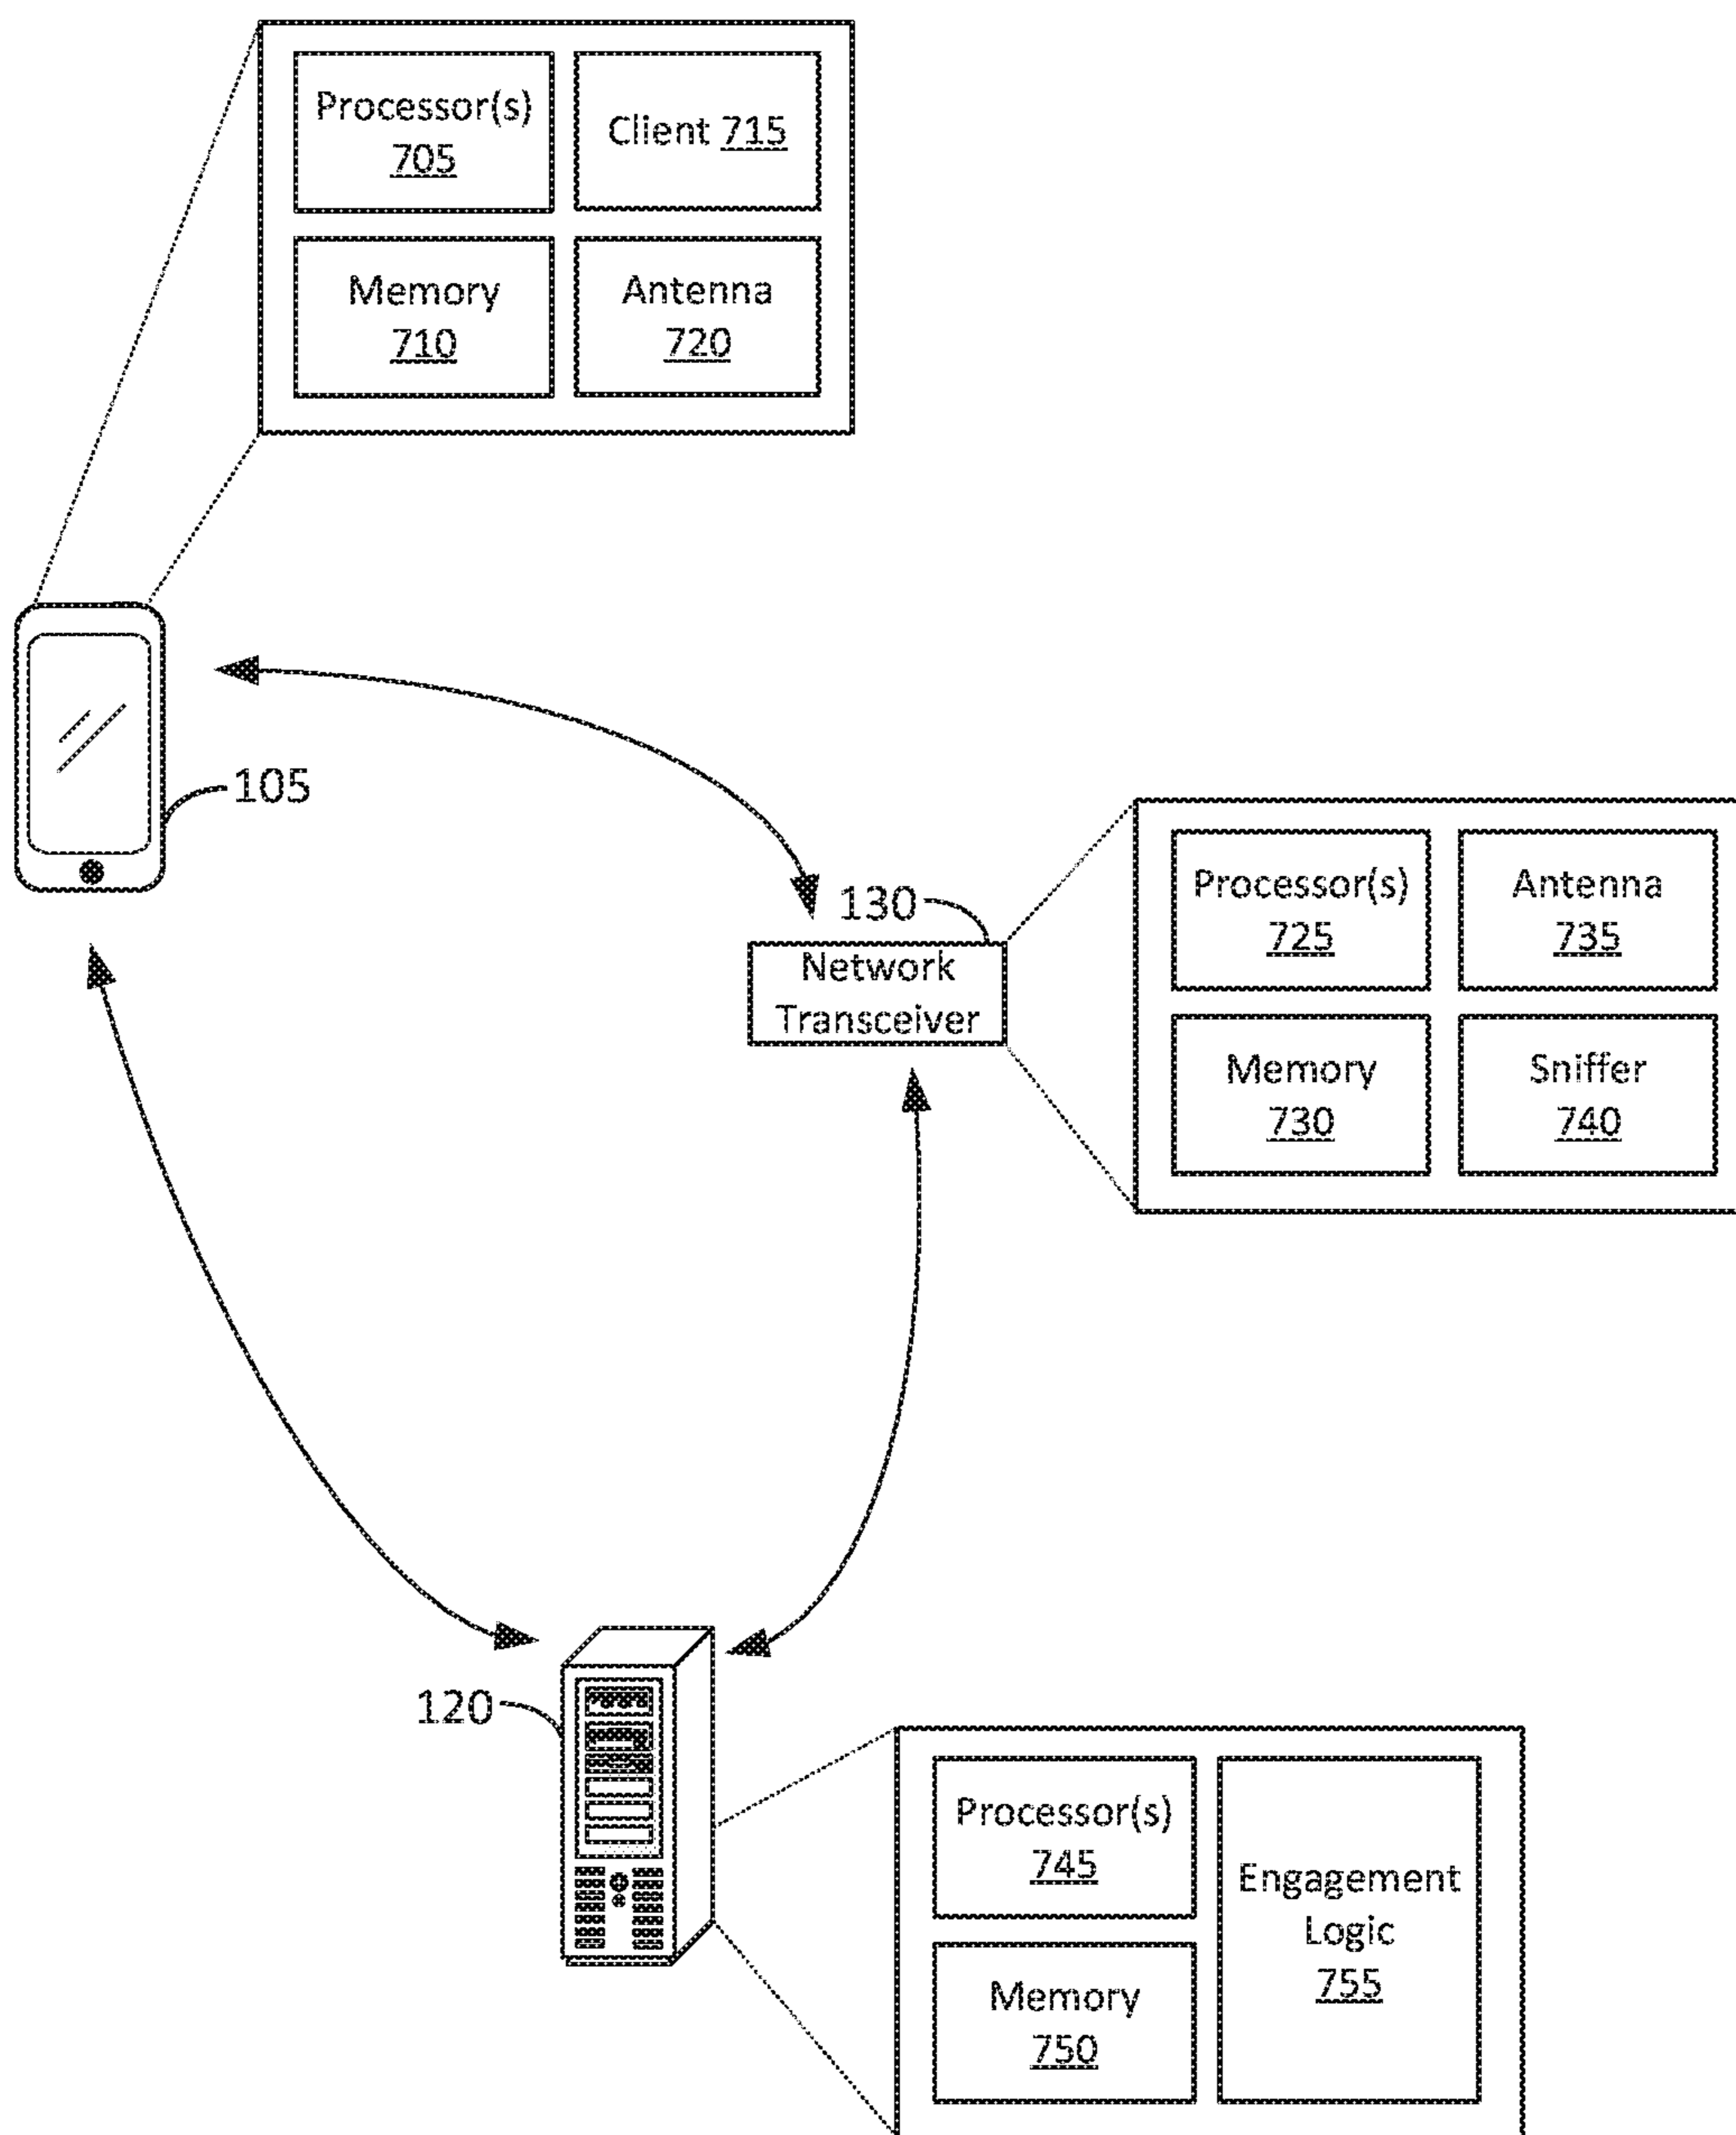 Processor(s)
705
Client 715
Memory
710
Antenna
720
105
130
Network
Transceiver
Processor(s)
725
Antenna
735
Memory
730
Sniffer
740
120
Processor(s)
745
Memory
750
Engagement
Logic
755